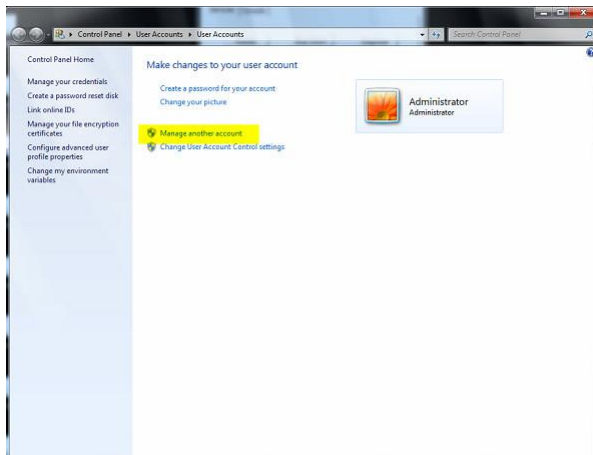 Control Panel ▸ User Accounts ▸ User Accounts
Search Control Panel
Control Panel Home
Manage your credentials
Create a password reset disk
Link online IDs
Manage your file encryption
certificates
Configure advanced user
profile properties
Change my environment
variables
Make changes to your user account
Create a password for your account
Change your picture
Manage another account
Change User Account Control settings
Administrator
Administrator